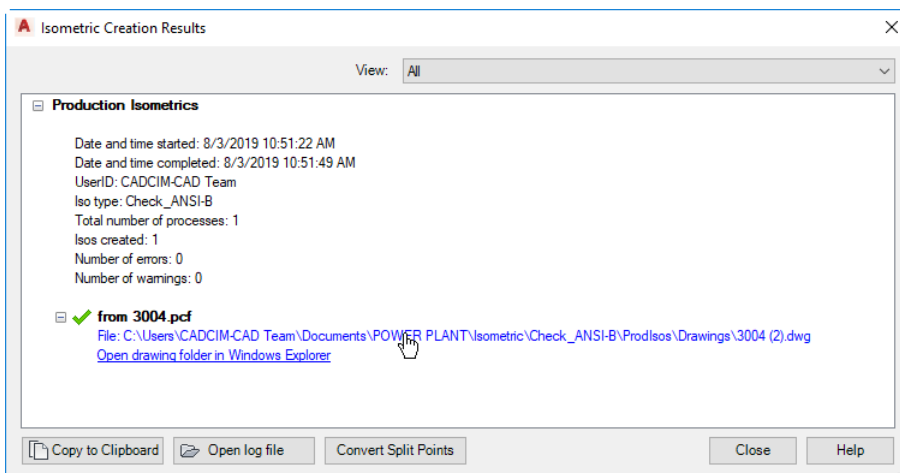 Isometric Creation Results
View: All
Production Isometrics
Date and time started: 8/3/2019 10:51:22 AM
Date and time completed: 8/3/2019 10:51:49 AM
UserID: CADCIM-CAD Team
Iso type: Check_ANSI-B
Total number of processes: 1
Isos created: 1
Number of errors: 0
Number of warnings: 0
from 3004.pcf
File: C:\Users\CADCIM-CAD Team\Documents\POWER PLANT\Isometric\Check_ANSI-B\ProdIsos\Drawings\3004 (2).dwg
Open drawing folder in Windows Explorer
Copy to Clipboard Open log file Convert Split Points Close Help